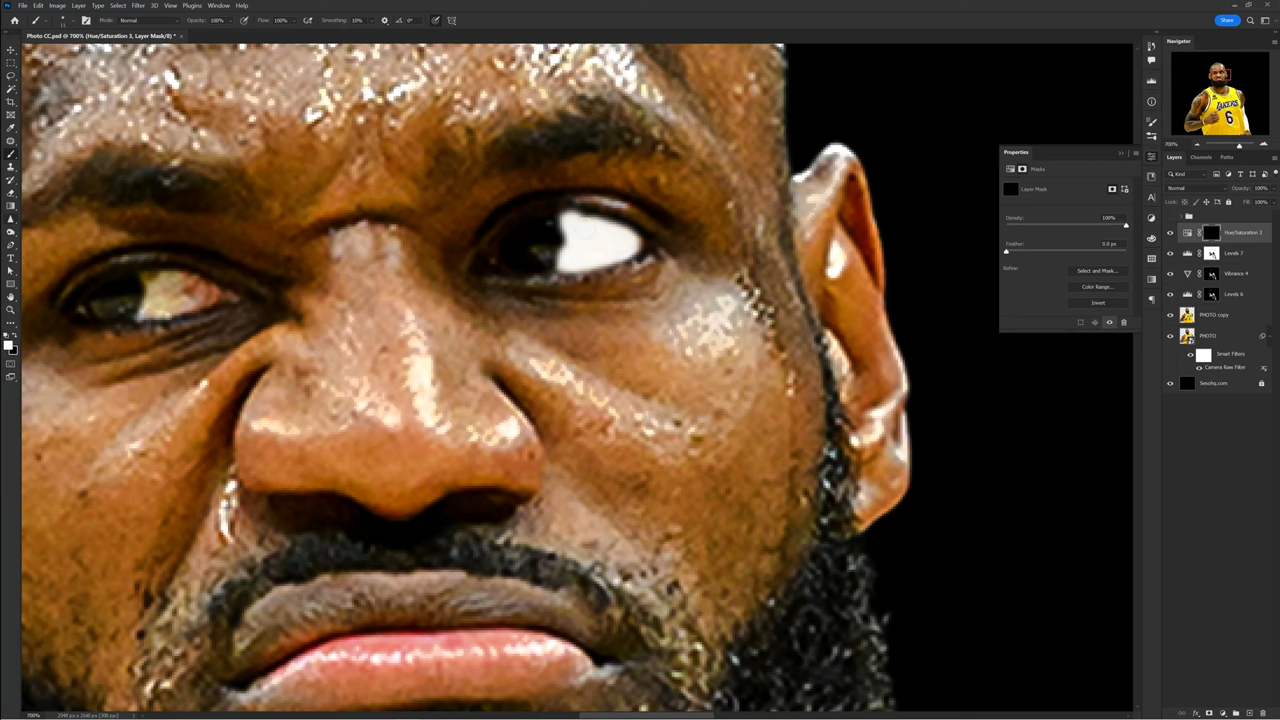 File Edit Image Layer Type Select Filter 3D View Plugins Window Help
Mode: Normal Opacity: 100% Flow: 100% Smoothing: 10% 0° Share
Photo CC.psd @ 700% (Hue/Saturation 3, Layer Mask/8) * ×
Navigator
LAKERS
6
700%
Properties
Masks
Layer Mask
Density: 100%
Feather: 0.0 px
Refine: Select and Mask...
Color Range...
Invert
Layers Channels Paths
Kind
Normal Opacity: 100%
Lock: Fill: 100%
Hue/Saturation 3
Levels 7
Vibrance 4
Levels 6
PHOTO copy
PHOTO
Smart Filters
Camera Raw Filter
700%